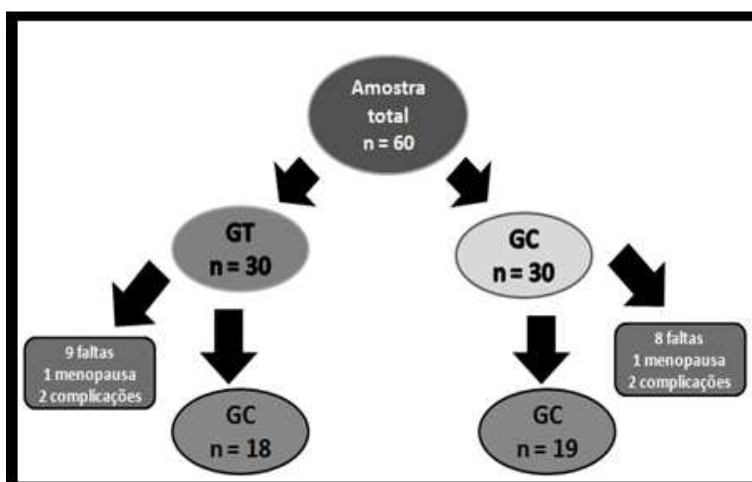 Amostra
total
n = 60
GT
n = 30
GC
n = 30
9 faltas
1 menopausa
2 complicações
8 faltas
1 menopausa
2 complicações
GC
n = 18
GC
n = 19